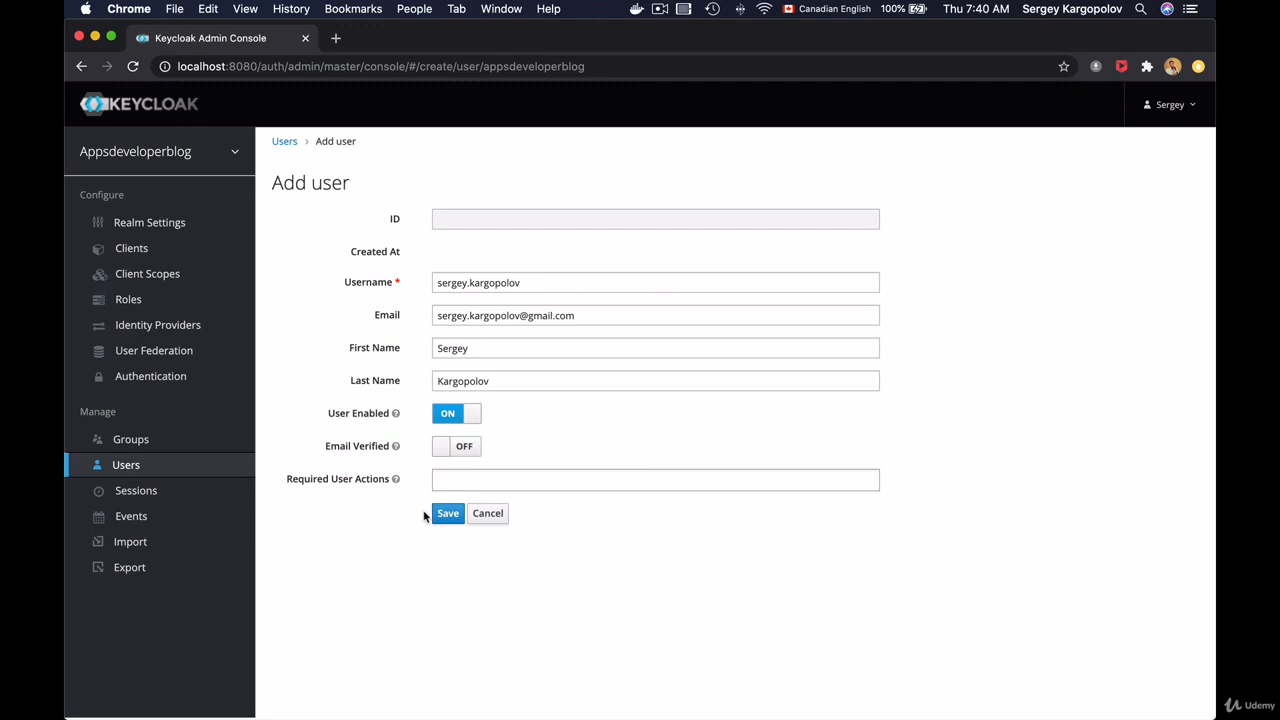 Chrome File Edit View History Bookmarks People Tab Window Help Canadian English 100% Thu 7:40 AM Sergey Kargopolov
Keycloak Admin Console
localhost:8080/auth/admin/master/console/#/create/user/appsdeveloperblog
KEYCLOAK
Sergey
Appsdeveloperblog
Configure
Realm Settings
Clients
Client Scopes
Roles
Identity Providers
User Federation
Authentication
Manage
Groups
Users
Sessions
Events
Import
Export
Users › Add user
Add user
ID
Created At
Username * sergey.kargopolov
Email sergey.kargopolov@gmail.com
First Name Sergey
Last Name Kargopolov
User Enabled ON
Email Verified OFF
Required User Actions
Save Cancel
Udemy